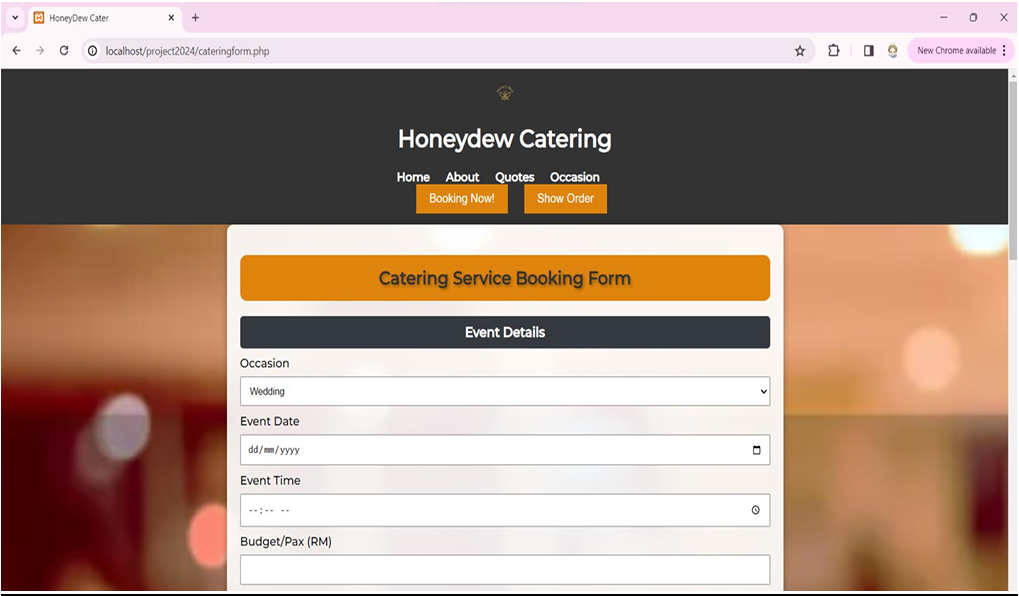 HoneyDew Cater
localhost/project2024/cateringform.php
New Chrome available
Honeydew Catering
Home About Quotes Occasion
Booking Now! Show Order
Catering Service Booking Form
Event Details
Occasion
Wedding
Event Date
dd/mm/yyyy
Event Time
--:-- --
Budget/Pax (RM)